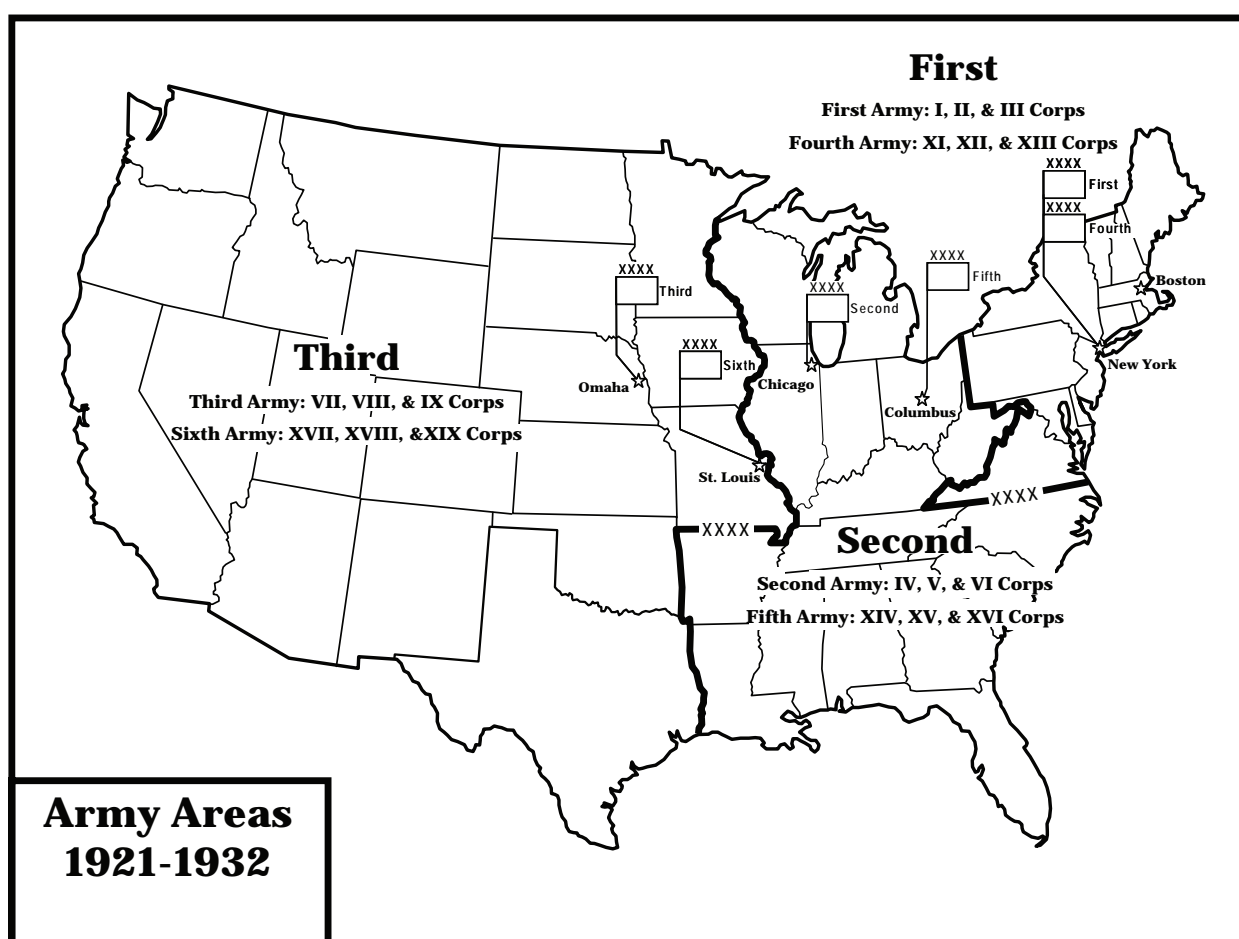 First
First Army: I, II, & III Corps
Fourth Army: XI, XII, & XIII Corps
XXXX
First
XXXX
Fourth
XXXX
Fifth
XXXX
Third
XXXX
Second
Boston
XXXX
Sixth
Third
Omaha
Chicago
New York
Third Army: VII, VIII, & IX Corps
Columbus
Sixth Army: XVII, XVIII, &XIX Corps
St. Louis
XXXX
XXXX
Second
Second Army: IV, V, & VI Corps
Fifth Army: XIV, XV, & XVI Corps
Army Areas
1921-1932